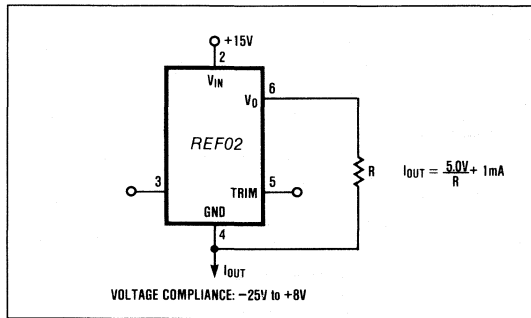 +15V
2
VIN
6
VO
REF02
3
TRIM
5
R
IOUT = 5.0V/R + 1mA
GND
4
IOUT
VOLTAGE COMPLIANCE: −25V to +8V